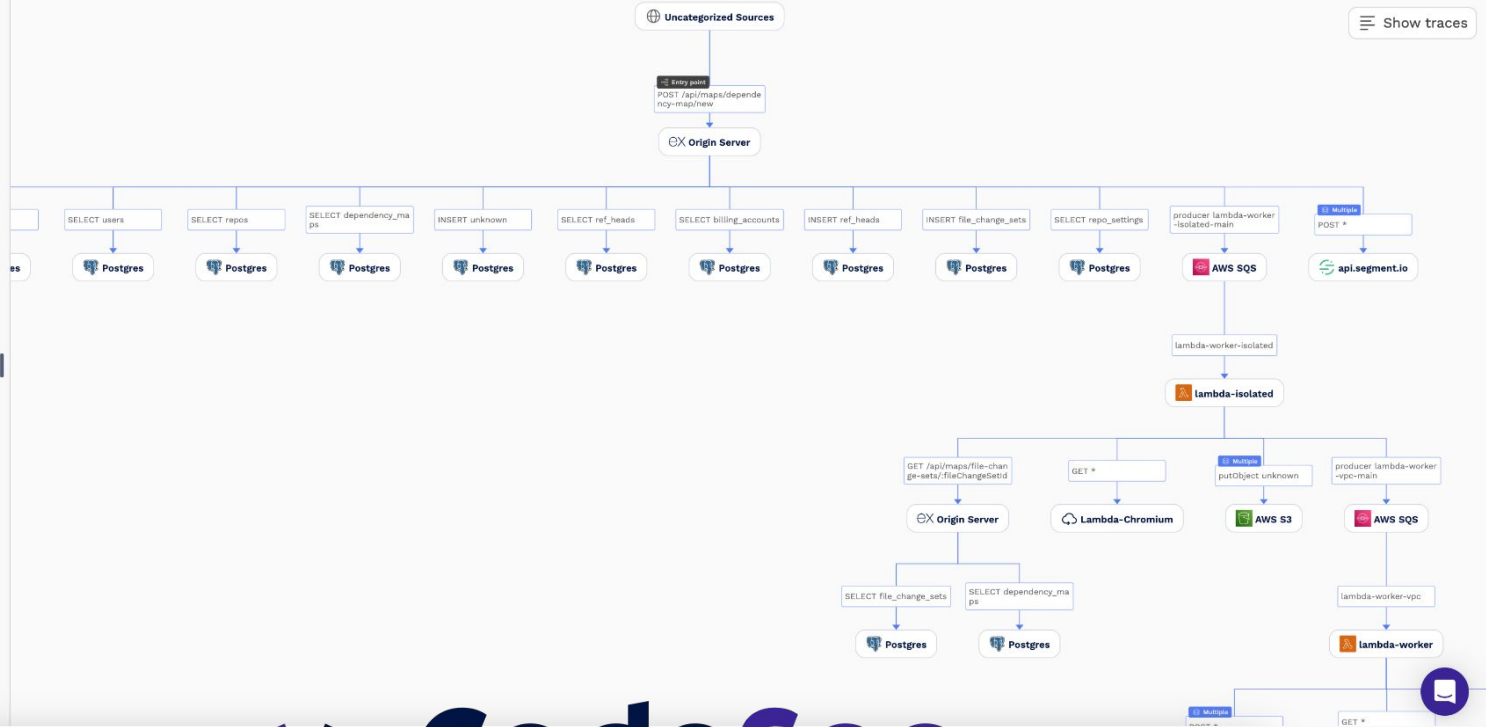 Uncategorized Sources
Show traces
Entry point
POST /api/maps/depende
ncy-map/new
eX Origin Server
SELECT users
SELECT repos
SELECT dependency_ma
ps
INSERT unknown
SELECT ref_heads
SELECT billing_accounts
INSERT ref_heads
INSERT file_change_sets
SELECT repo_settings
producer lambda-worker
-isolated-main
Multiple
POST *
es
Postgres
Postgres
Postgres
Postgres
Postgres
Postgres
Postgres
Postgres
Postgres
AWS SQS
api.segment.io
lambda-worker-isolated
lambda-isolated
GET /api/maps/file-chan
ge-sets/:fileChangeSetId
GET *
Multiple
putObject unknown
producer lambda-worker
-vpc-main
eX Origin Server
Lambda-Chromium
AWS S3
AWS SQS
SELECT file_change_sets
SELECT dependency_ma
ps
lambda-worker-vpc
Postgres
Postgres
lambda-worker
Multiple
POST *
GET *